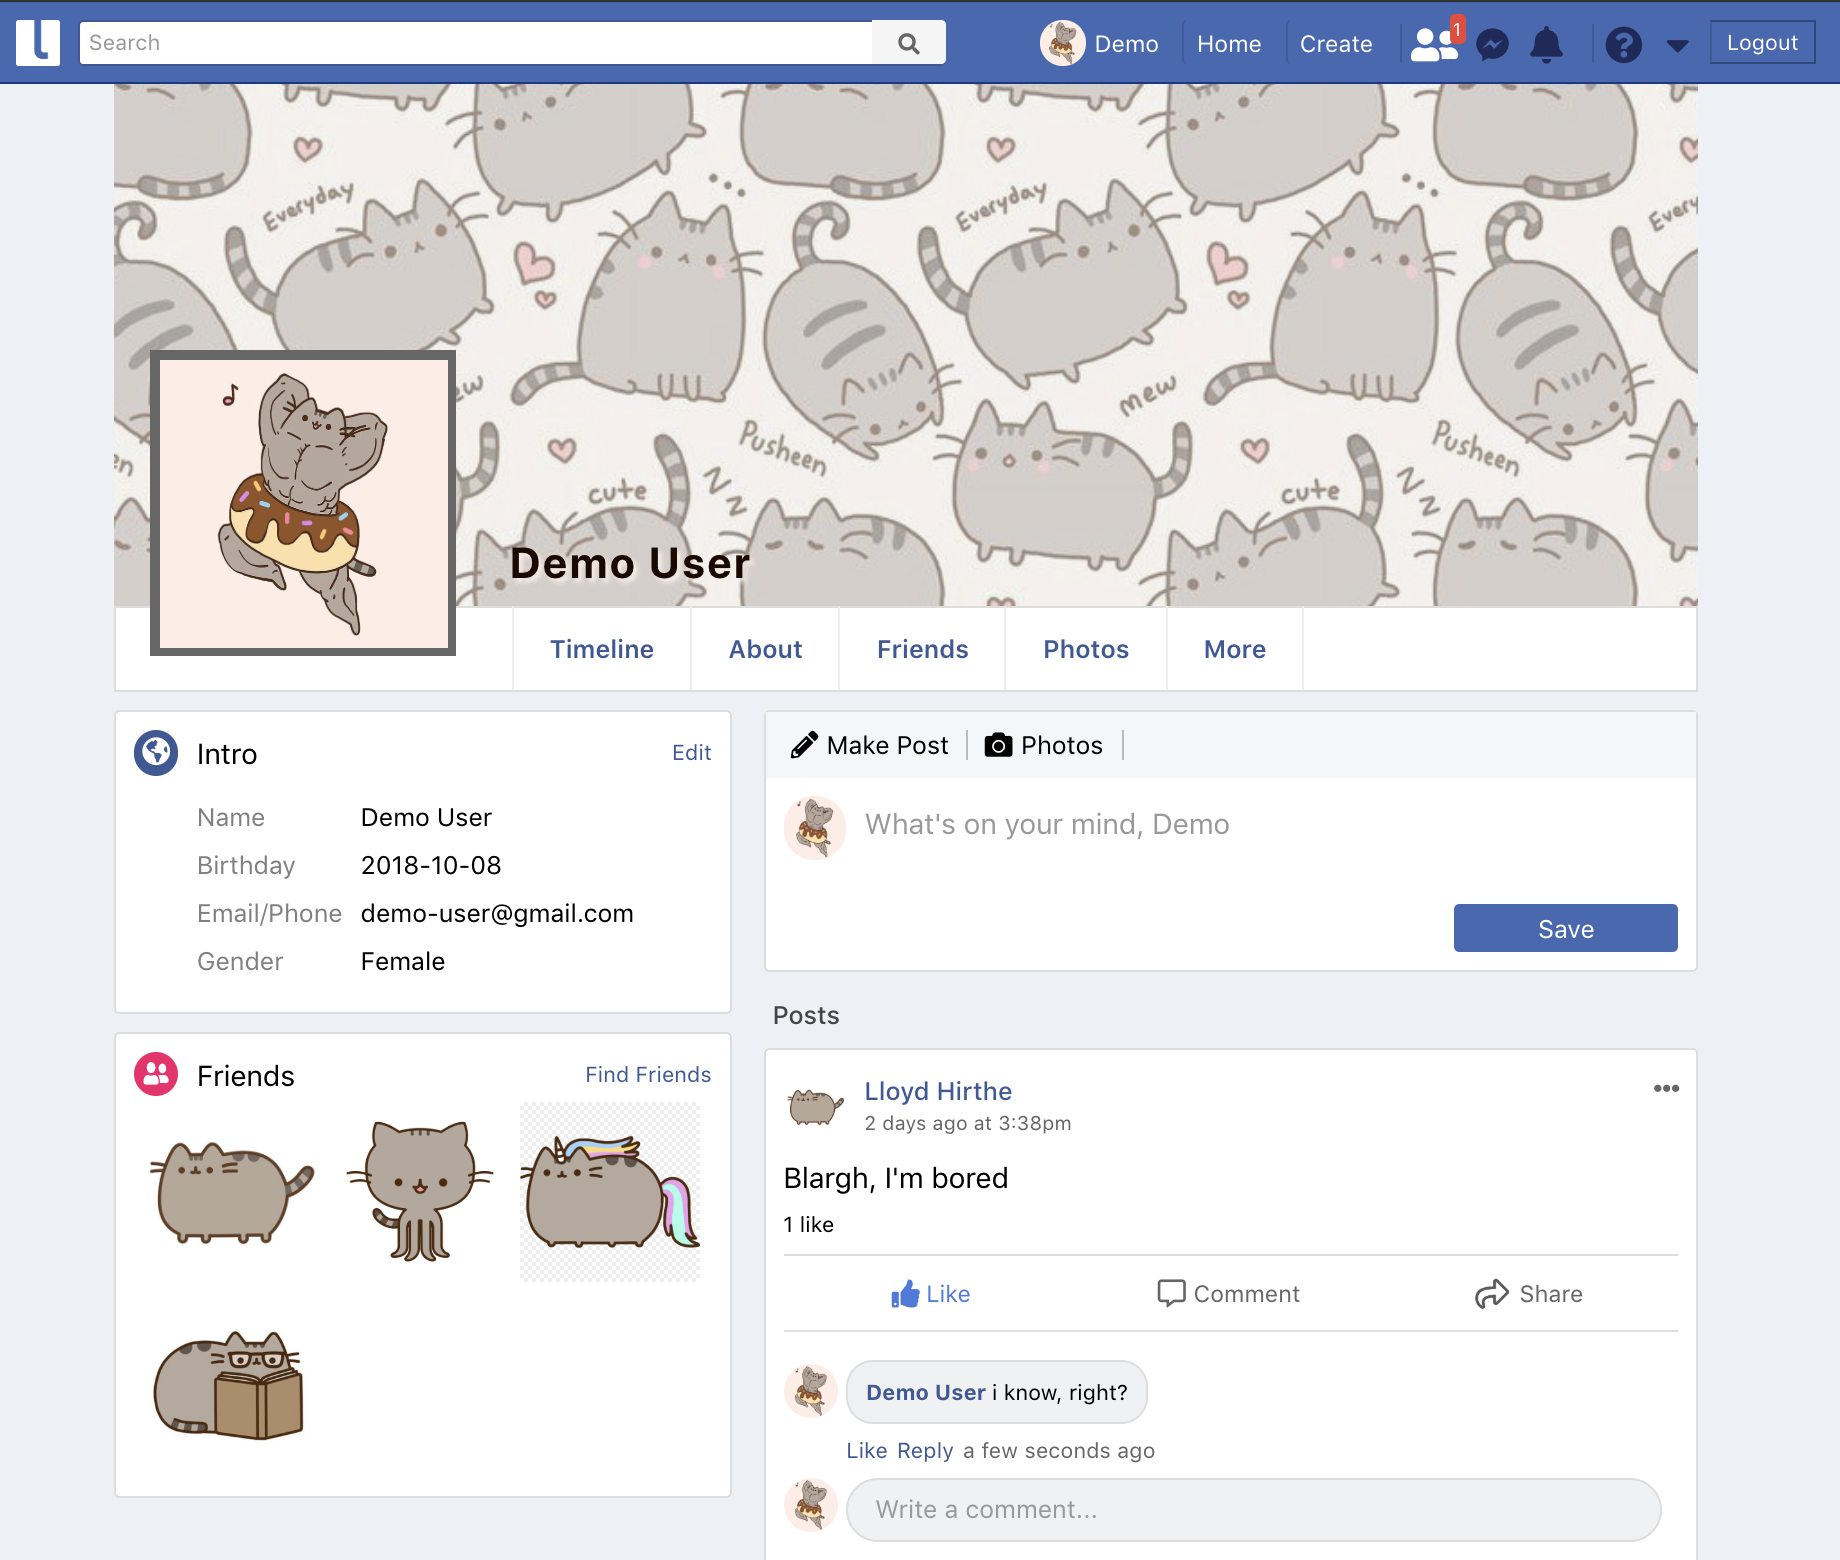 Search
Demo
Home
Create
1
Logout
Everyday
Everyday
Every
ew
mew
en
Pusheen
Pusheen
cute
cute
zz
zz
Demo User
Timeline
About
Friends
Photos
More
Intro
Edit
Name Demo User
Birthday 2018-10-08
Email/Phone demo-user@gmail.com
Gender Female
Friends
Find Friends
Make Post
Photos
What's on your mind, Demo
Save
Posts
Lloyd Hirthe
2 days ago at 3:38pm
Blargh, I'm bored
1 like
Like
Comment
Share
Demo User i know, right?
Like Reply a few seconds ago
Write a comment...